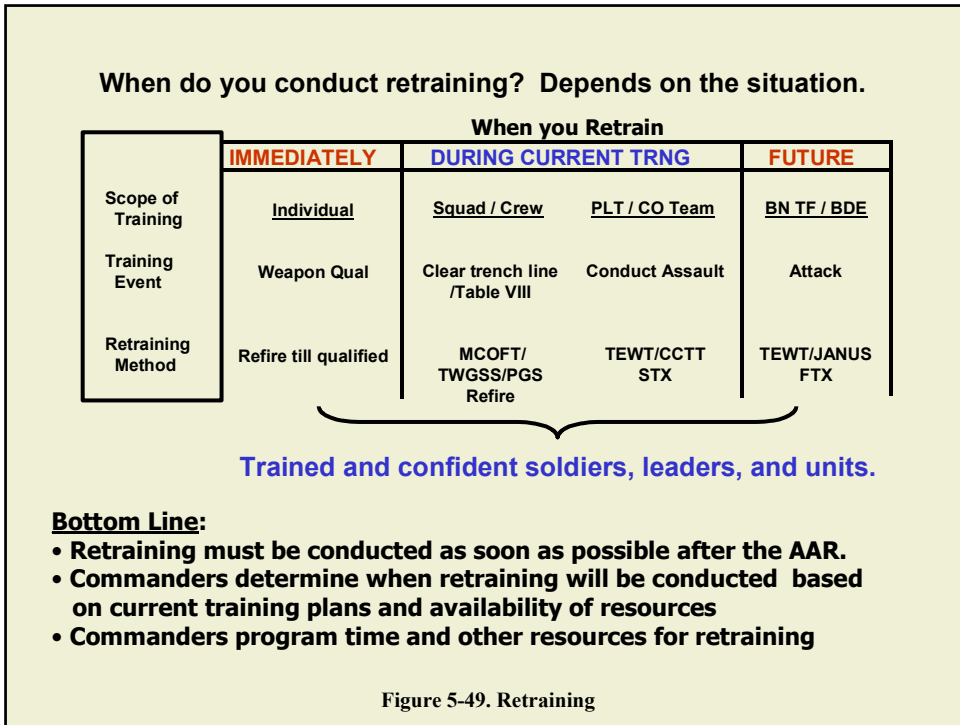 When do you conduct retraining?  Depends on the situation.
When you Retrain
IMMEDIATELY DURING CURRENT TRNG FUTURE
Scope of Training Individual Squad / Crew PLT / CO Team BN TF / BDE
Training Event Weapon Qual Clear trench line /Table VIII Conduct Assault Attack
Retraining Method Refire till qualified MCOFT/ TWGSS/PGS Refire TEWT/CCTT STX TEWT/JANUS FTX
Trained and confident soldiers, leaders, and units.
Bottom Line:
• Retraining must be conducted as soon as possible after the AAR.
• Commanders determine when retraining will be conducted based
on current training plans and availability of resources
• Commanders program time and other resources for retraining
Figure 5-49. Retraining